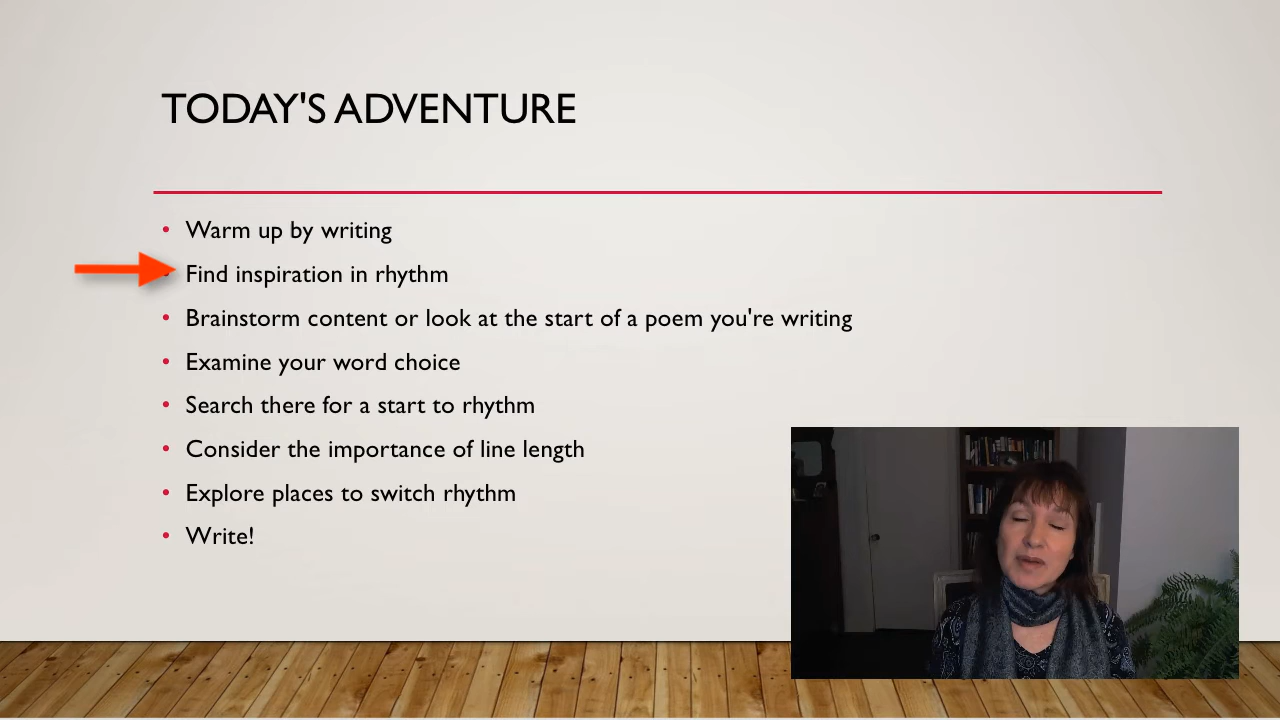 TODAY'S ADVENTURE
• Warm up by writing
• Find inspiration in rhythm
• Brainstorm content or look at the start of a poem you're writing
• Examine your word choice
• Search there for a start to rhythm
• Consider the importance of line length
• Explore places to switch rhythm
• Write!